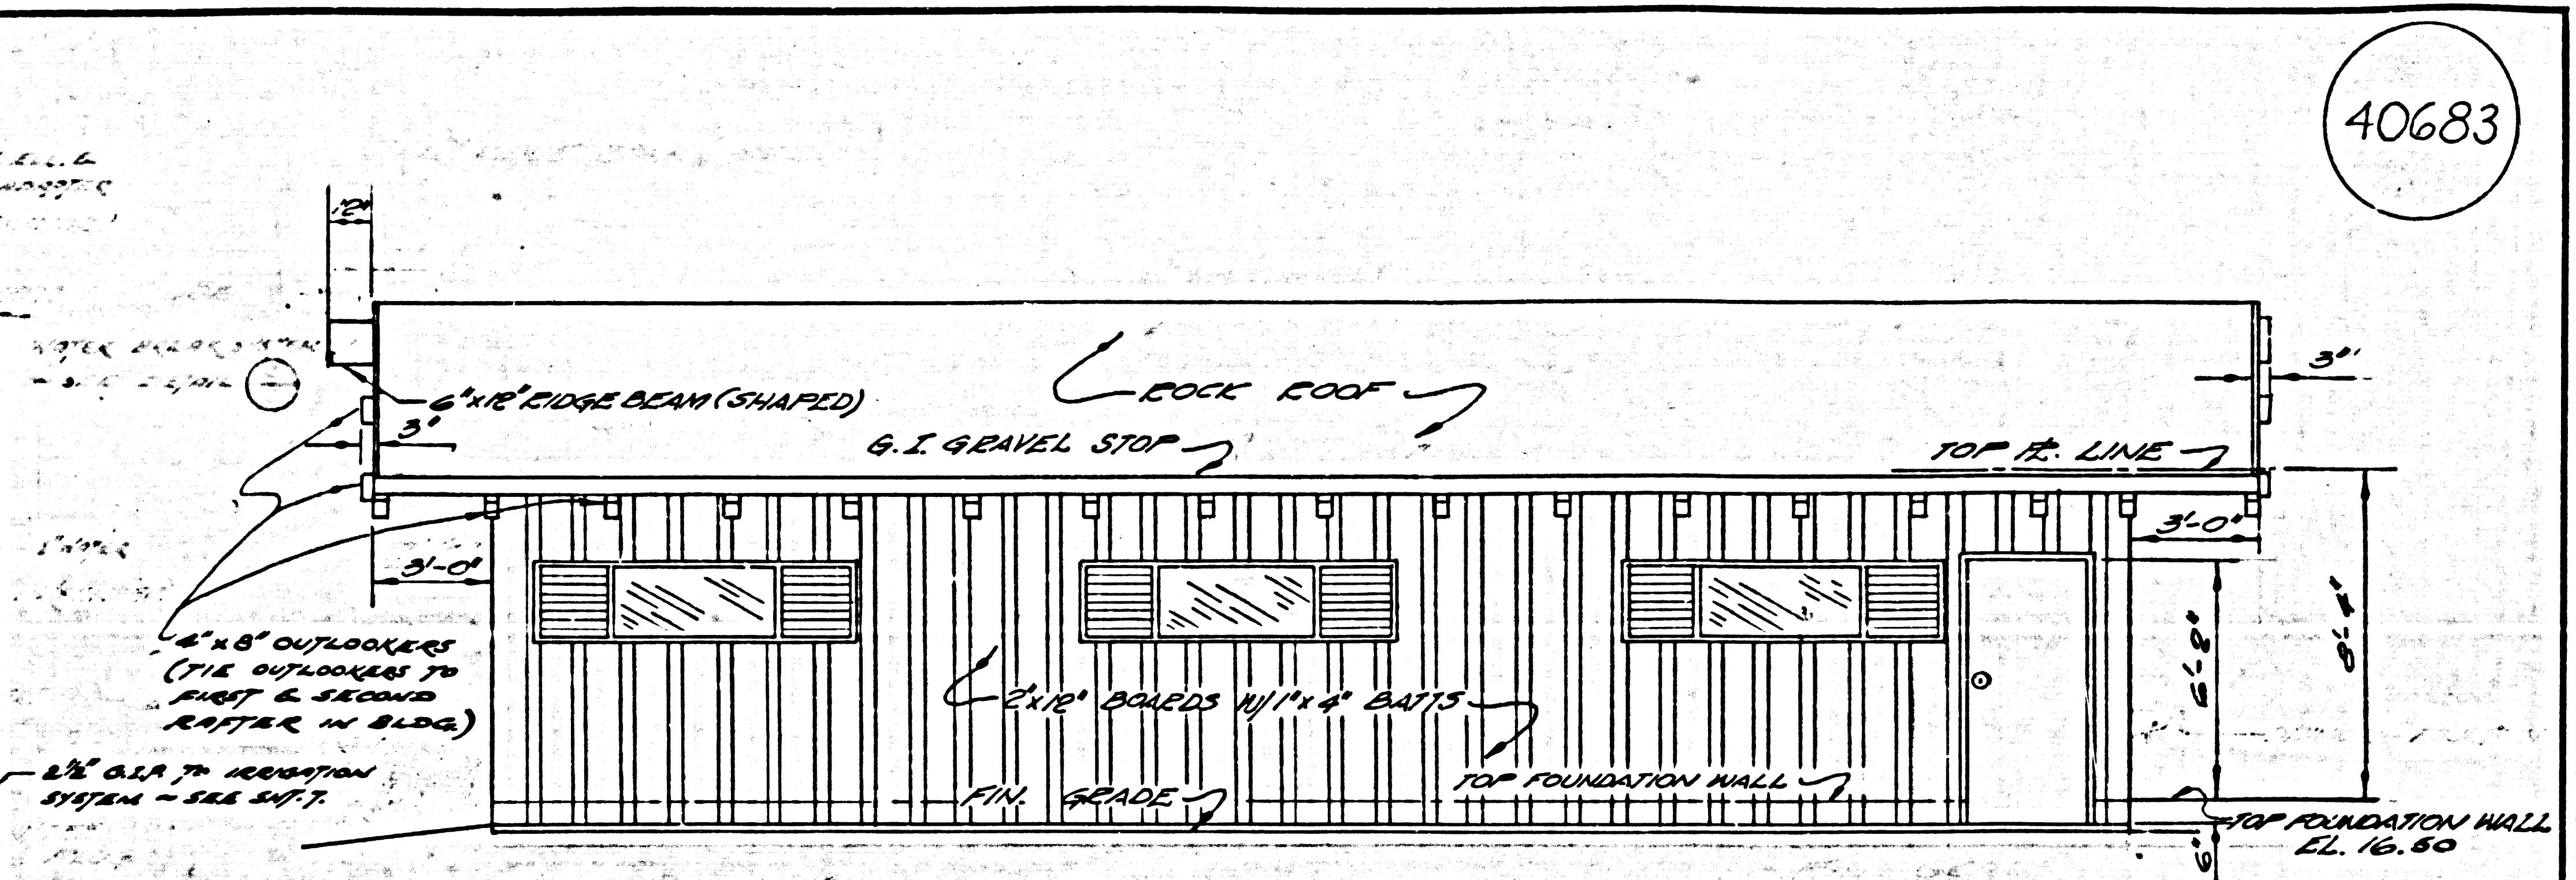 40683
12"
6"x12" RIDGE BEAM (SHAPED)
ROCK ROOF
3"
3"
G.I. GRAVEL STOP
TOP PL. LINE
3'-0"
3'-0"
4" x 8" OUTLOOKERS
(TIE OUTLOOKERS TO
FIRST & SECOND
RAFTER IN BLDG.)
6'-8"
2"x12" BOARDS W/ 1"x4" BATTS
2½" G.I.P. TO IRRIGATION
SYSTEM - SEE SHT. 7.
FIN. GRADE
TOP FOUNDATION WALL
TOP FOUNDATION WALL
EL. 16.50
6"